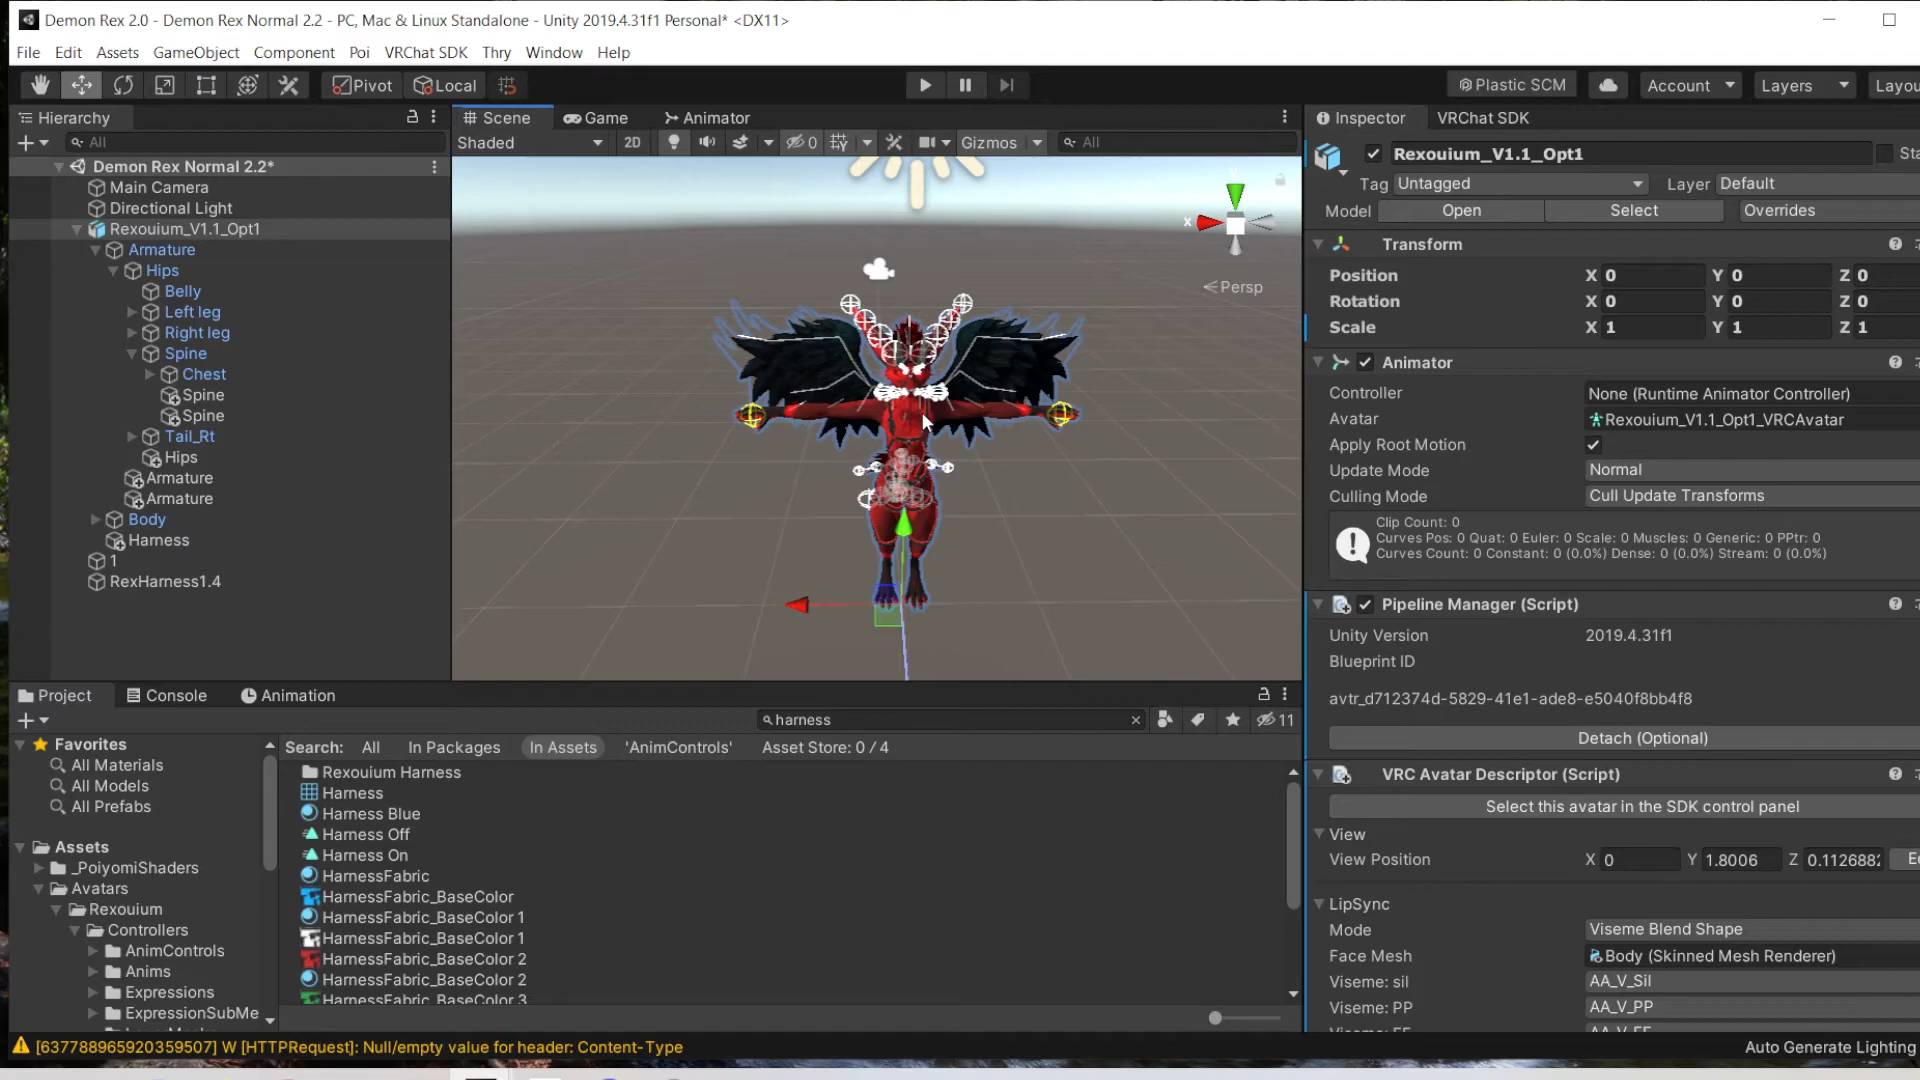 Demon Rex 2.0 - Demon Rex Normal 2.2 - PC, Mac & Linux Standalone - Unity 2019.4.31f1 Personal* <DX11>
File Edit Assets GameObject Component Poi VRChat SDK Thry Window Help
Pivot Local Plastic SCM Account Layers Layou
Hierarchy
All
Demon Rex Normal 2.2*
Main Camera
Directional Light
Rexouium_V1.1_Opt1
Armature
Hips
Belly
Left leg
Right leg
Spine
Chest
Spine
Spine
Tail_Rt
Hips
Armature
Armature
Body
Harness
1
RexHarness1.4
Scene Game Animator
Shaded 2D 0 Gizmos All
x
Persp
Inspector VRChat SDK
Rexouium_V1.1_Opt1 Sta
Tag Untagged Layer Default
Model Open Select Overrides
Transform
Position X 0 Y 0 Z 0
Rotation X 0 Y 0 Z 0
Scale X 1 Y 1 Z 1
Animator
Controller None (Runtime Animator Controller)
Avatar Rexouium_V1.1_Opt1_VRCAvatar
Apply Root Motion
Update Mode Normal
Culling Mode Cull Update Transforms
Clip Count: 0
Curves Pos: 0 Quat: 0 Euler: 0 Scale: 0 Muscles: 0 Generic: 0 PPtr: 0
Curves Count: 0 Constant: 0 (0.0%) Dense: 0 (0.0%) Stream: 0 (0.0%)
Pipeline Manager (Script)
Unity Version 2019.4.31f1
Blueprint ID
avtr_d712374d-5829-41e1-ade8-e5040f8bb4f8
Detach (Optional)
VRC Avatar Descriptor (Script)
Select this avatar in the SDK control panel
View
View Position X 0 Y 1.8006 Z 0.1126882
LipSync
Mode Viseme Blend Shape
Face Mesh Body (Skinned Mesh Renderer)
Viseme: sil AA_V_Sil
Viseme: PP AA_V_PP
Project Console Animation
harness 11
Favorites
All Materials
All Models
All Prefabs
Assets
_PoiyomiShaders
Avatars
Rexouium
Controllers
AnimControls
Anims
Expressions
ExpressionSubMe
Search: All In Packages In Assets 'AnimControls' Asset Store: 0 / 4
Rexouium Harness
Harness
Harness Blue
Harness Off
Harness On
HarnessFabric
HarnessFabric_BaseColor
HarnessFabric_BaseColor 1
HarnessFabric_BaseColor 1
HarnessFabric_BaseColor 2
HarnessFabric_BaseColor 2
HarnessFabric_BaseColor 3
[637788965920359507] W [HTTPRequest]: Null/empty value for header: Content-Type
Auto Generate Lighting